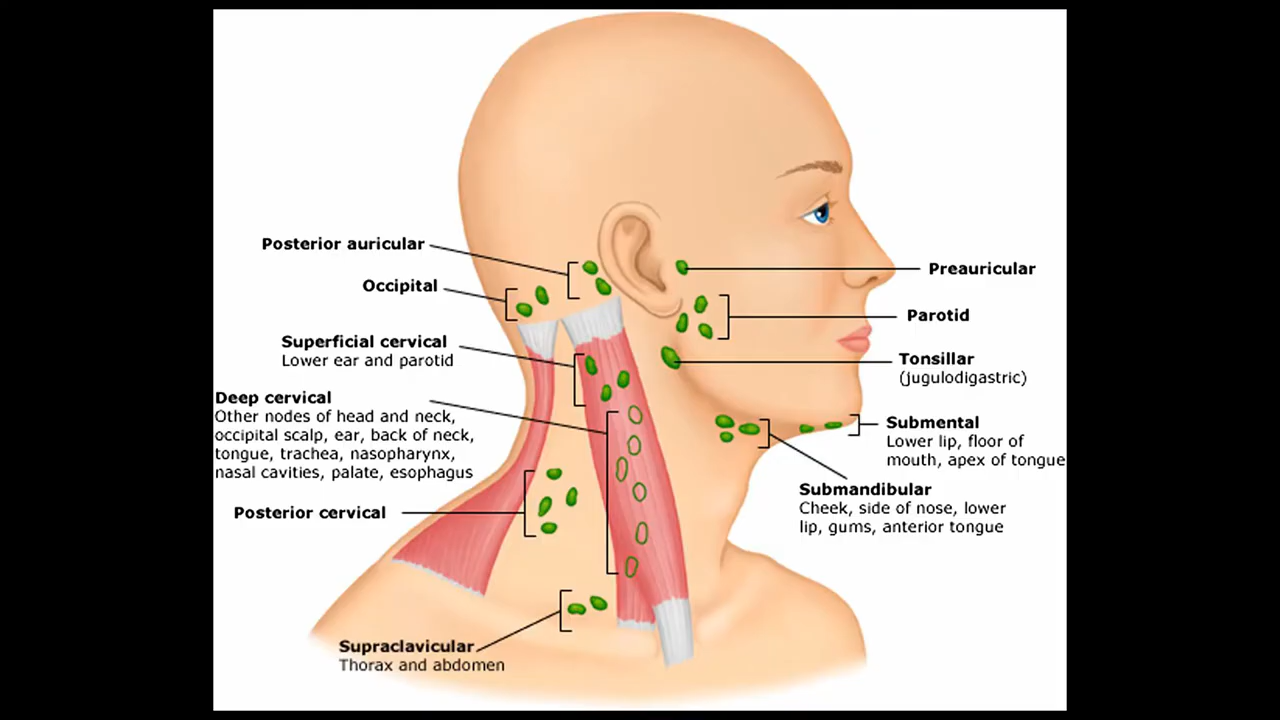 Posterior auricular
Occipital
Superficial cervical
Lower ear and parotid
Deep cervical
Other nodes of head and neck,
occipital scalp, ear, back of neck,
tongue, trachea, nasopharynx,
nasal cavities, palate, esophagus
Posterior cervical
Supraclavicular
Thorax and abdomen
Preauricular
Parotid
Tonsillar
(jugulodigastric)
Submental
Lower lip, floor of
mouth, apex of tongue
Submandibular
Cheek, side of nose, lower
lip, gums, anterior tongue